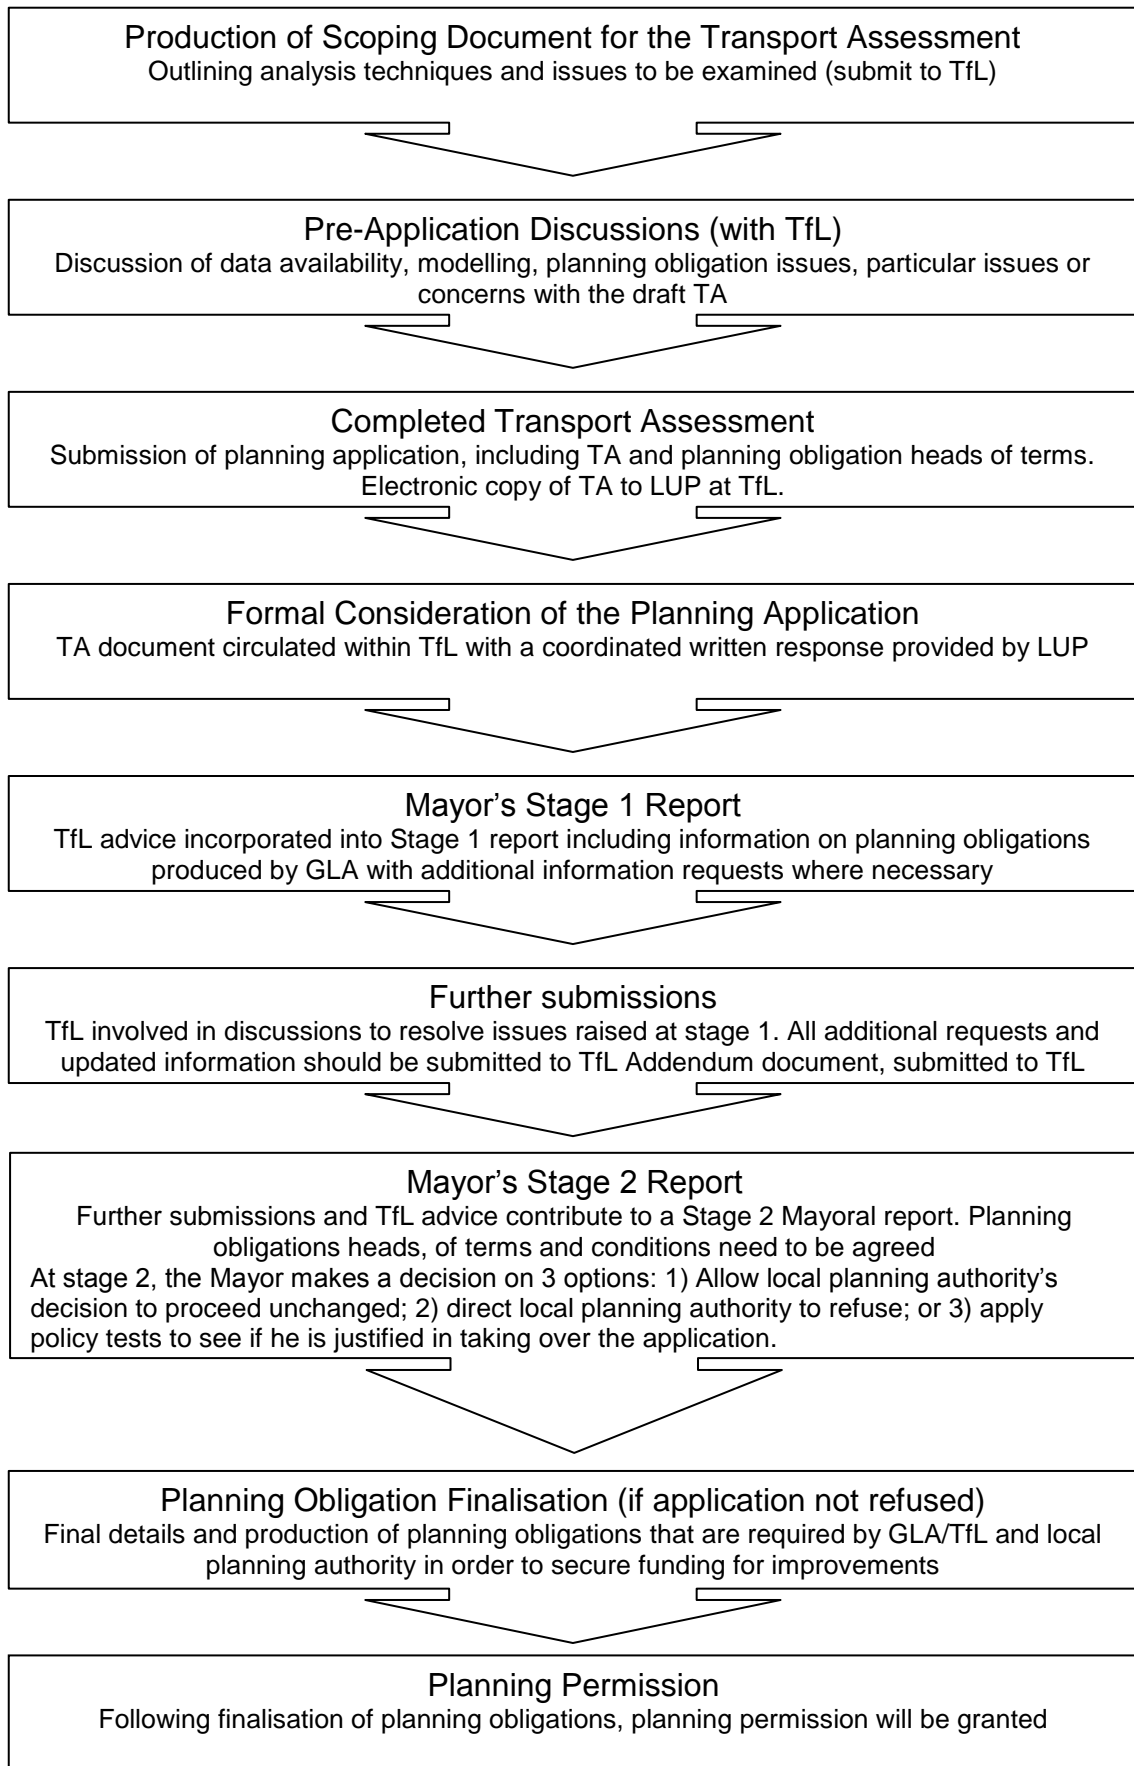 Production of Scoping Document for the Transport Assessment
Outlining analysis techniques and issues to be examined (submit to TfL)
Pre-Application Discussions (with TfL)
Discussion of data availability, modelling, planning obligation issues, particular issues or
concerns with the draft TA
Completed Transport Assessment
Submission of planning application, including TA and planning obligation heads of terms.
Electronic copy of TA to LUP at TfL.
Formal Consideration of the Planning Application
TA document circulated within TfL with a coordinated written response provided by LUP
Mayor’s Stage 1 Report
TfL advice incorporated into Stage 1 report including information on planning obligations
produced by GLA with additional information requests where necessary
Further submissions
TfL involved in discussions to resolve issues raised at stage 1. All additional requests and
updated information should be submitted to TfL Addendum document, submitted to TfL
Mayor’s Stage 2 Report
Further submissions and TfL advice contribute to a Stage 2 Mayoral report. Planning
obligations heads, of terms and conditions need to be agreed
At stage 2, the Mayor makes a decision on 3 options: 1) Allow local planning authority’s
decision to proceed unchanged; 2) direct local planning authority to refuse; or 3) apply
policy tests to see if he is justified in taking over the application.
Planning Obligation Finalisation (if application not refused)
Final details and production of planning obligations that are required by GLA/TfL and local
planning authority in order to secure funding for improvements
Planning Permission
Following finalisation of planning obligations, planning permission will be granted